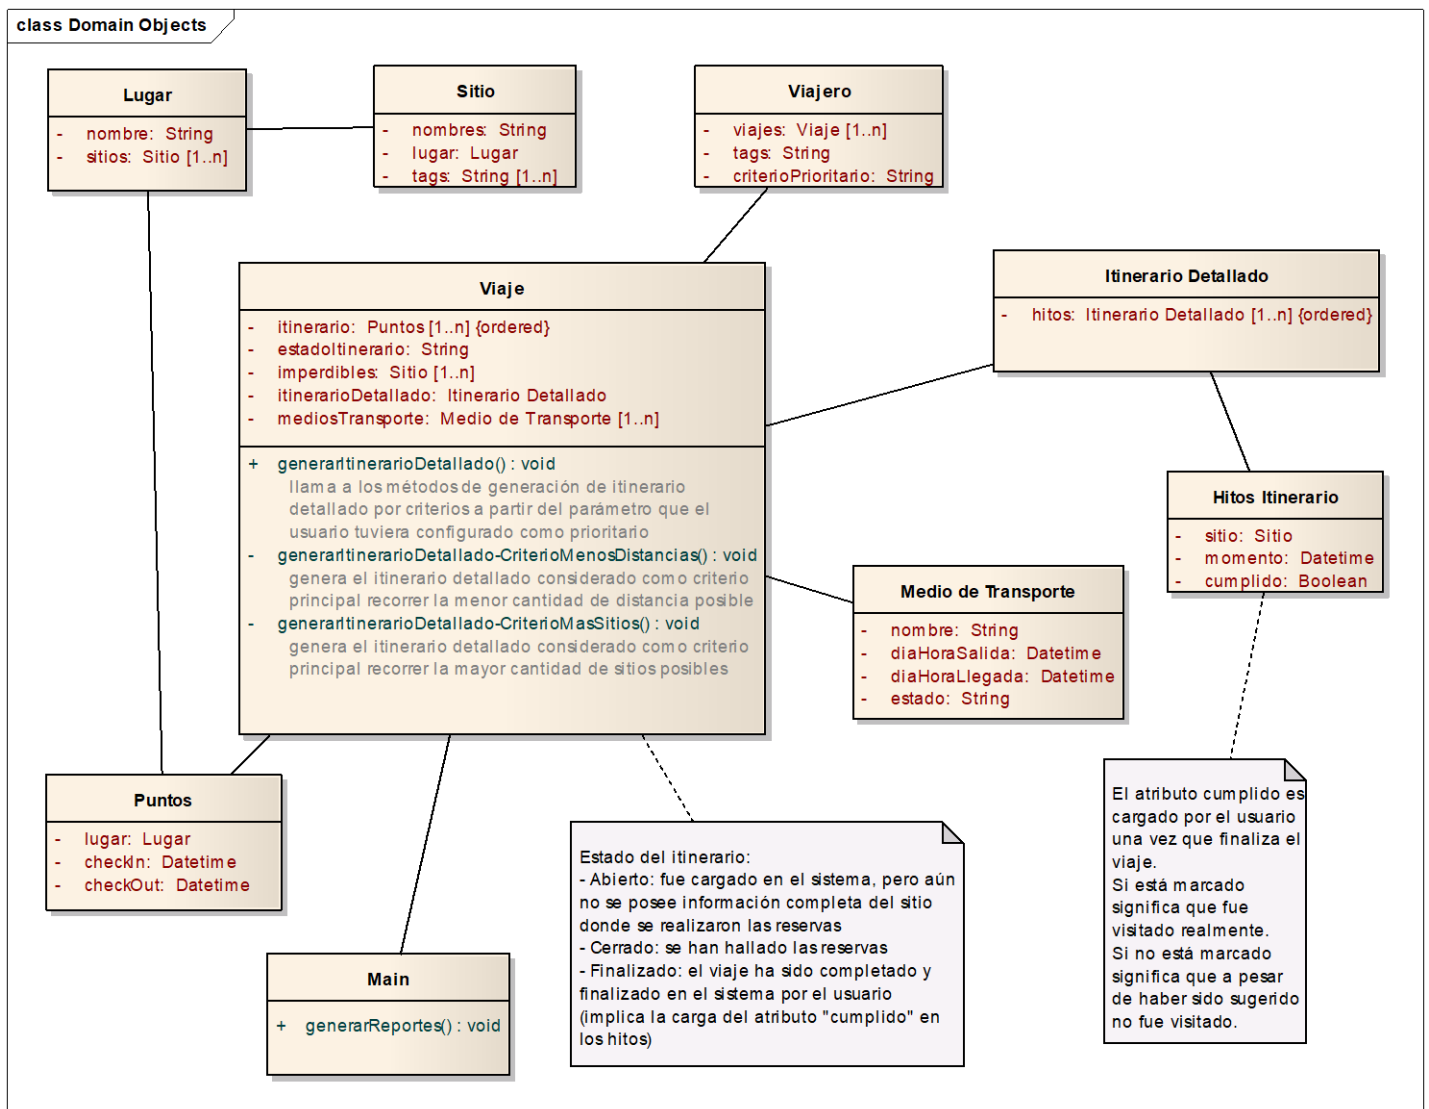 class Domain Objects
Lugar
- nombre: String
- sitios: Sitio [1..n]
Sitio
- nombres: String
- lugar: Lugar
- tags: String [1..n]
Viajero
- viajes: Viaje [1..n]
- tags: String
- criterioPrioritario: String
Viaje
- itinerario: Puntos [1..n] {ordered}
- estadoItinerario: String
- imperdibles: Sitio [1..n]
- itinerarioDetallado: Itinerario Detallado
- mediosTransporte: Medio de Transporte [1..n]
+ generarItinerarioDetallado() : void
llama a los métodos de generación de itinerario
detallado por criterios a partir del parámetro que el
usuario tuviera configurado como prioritario
- generarItinerarioDetallado-CriterioMenosDistancias() : void
genera el itinerario detallado considerado como criterio
principal recorrer la menor cantidad de distancia posible
- generarItinerarioDetallado-CriterioMasSitios() : void
genera el itinerario detallado considerado como criterio
principal recorrer la mayor cantidad de sitios posibles
Itinerario Detallado
- hitos: Itinerario Detallado [1..n] {ordered}
Hitos Itinerario
- sitio: Sitio
- momento: Datetime
- cumplido: Boolean
Medio de Transporte
- nombre: String
- diaHoraSalida: Datetime
- diaHoraLlegada: Datetime
- estado: String
Puntos
- lugar: Lugar
- checkIn: Datetime
- checkOut: Datetime
Main
+ generarReportes() : void
Estado del itinerario:
- Abierto: fue cargado en el sistema, pero aún
no se posee información completa del sitio
donde se realizaron las reservas
- Cerrado: se han hallado las reservas
- Finalizado: el viaje ha sido completado y
finalizado en el sistema por el usuario
(implica la carga del atributo "cumplido" en
los hitos)
El atributo cumplido es
cargado por el usuario
una vez que finaliza el
viaje.
Si está marcado
significa que fue
visitado realmente.
Si no está marcado
significa que a pesar
de haber sido sugerido
no fue visitado.